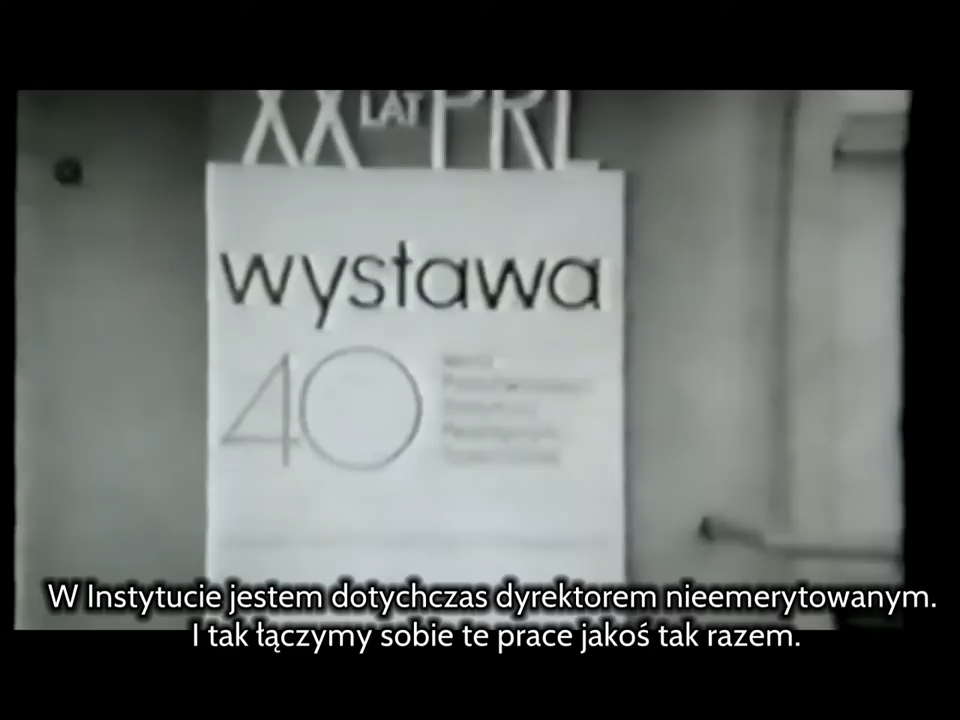 XX LAT PRL
wystawa
40
W Instytucie jestem dotychczas dyrektorem nieemerytowanym.
I tak łączymy sobie te prace jakoś tak razem.